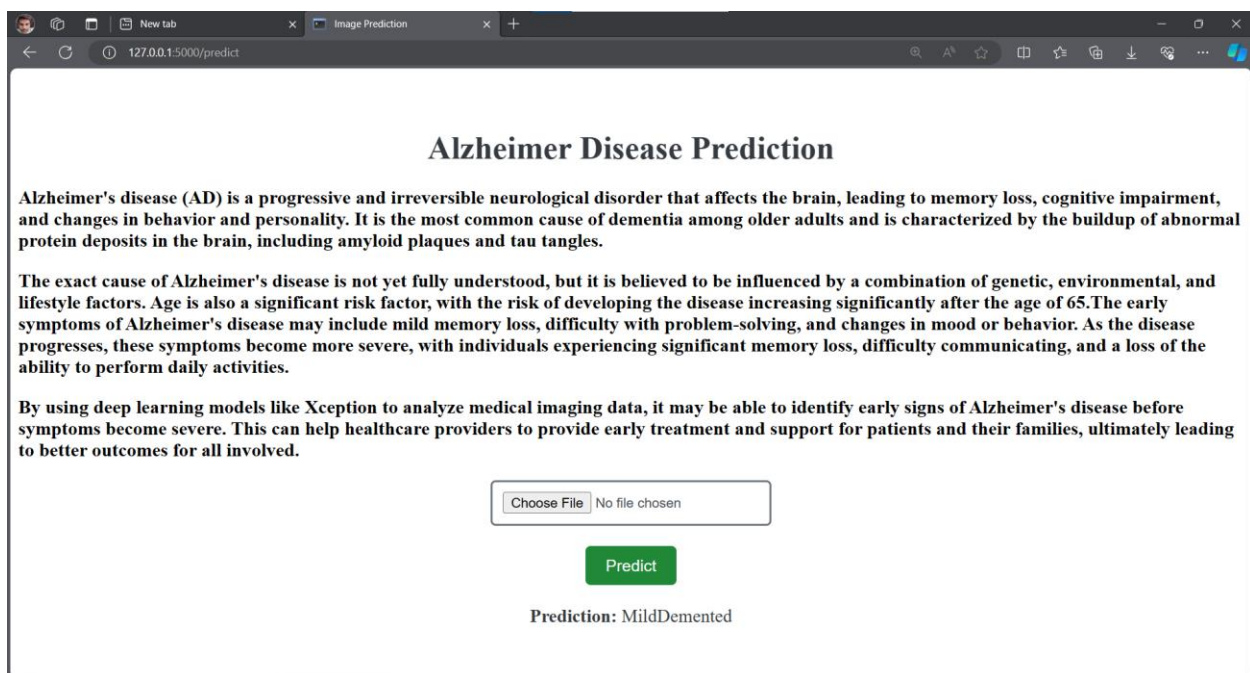 New tab
Image Prediction
127.0.0.1:5000/predict
Alzheimer Disease Prediction
Alzheimer's disease (AD) is a progressive and irreversible neurological disorder that affects the brain, leading to memory loss, cognitive impairment,
and changes in behavior and personality. It is the most common cause of dementia among older adults and is characterized by the buildup of abnormal
protein deposits in the brain, including amyloid plaques and tau tangles.
The exact cause of Alzheimer's disease is not yet fully understood, but it is believed to be influenced by a combination of genetic, environmental, and
lifestyle factors. Age is also a significant risk factor, with the risk of developing the disease increasing significantly after the age of 65.The early
symptoms of Alzheimer's disease may include mild memory loss, difficulty with problem-solving, and changes in mood or behavior. As the disease
progresses, these symptoms become more severe, with individuals experiencing significant memory loss, difficulty communicating, and a loss of the
ability to perform daily activities.
By using deep learning models like Xception to analyze medical imaging data, it may be able to identify early signs of Alzheimer's disease before
symptoms become severe. This can help healthcare providers to provide early treatment and support for patients and their families, ultimately leading
to better outcomes for all involved.
Choose File No file chosen
Predict
Prediction: MildDemented